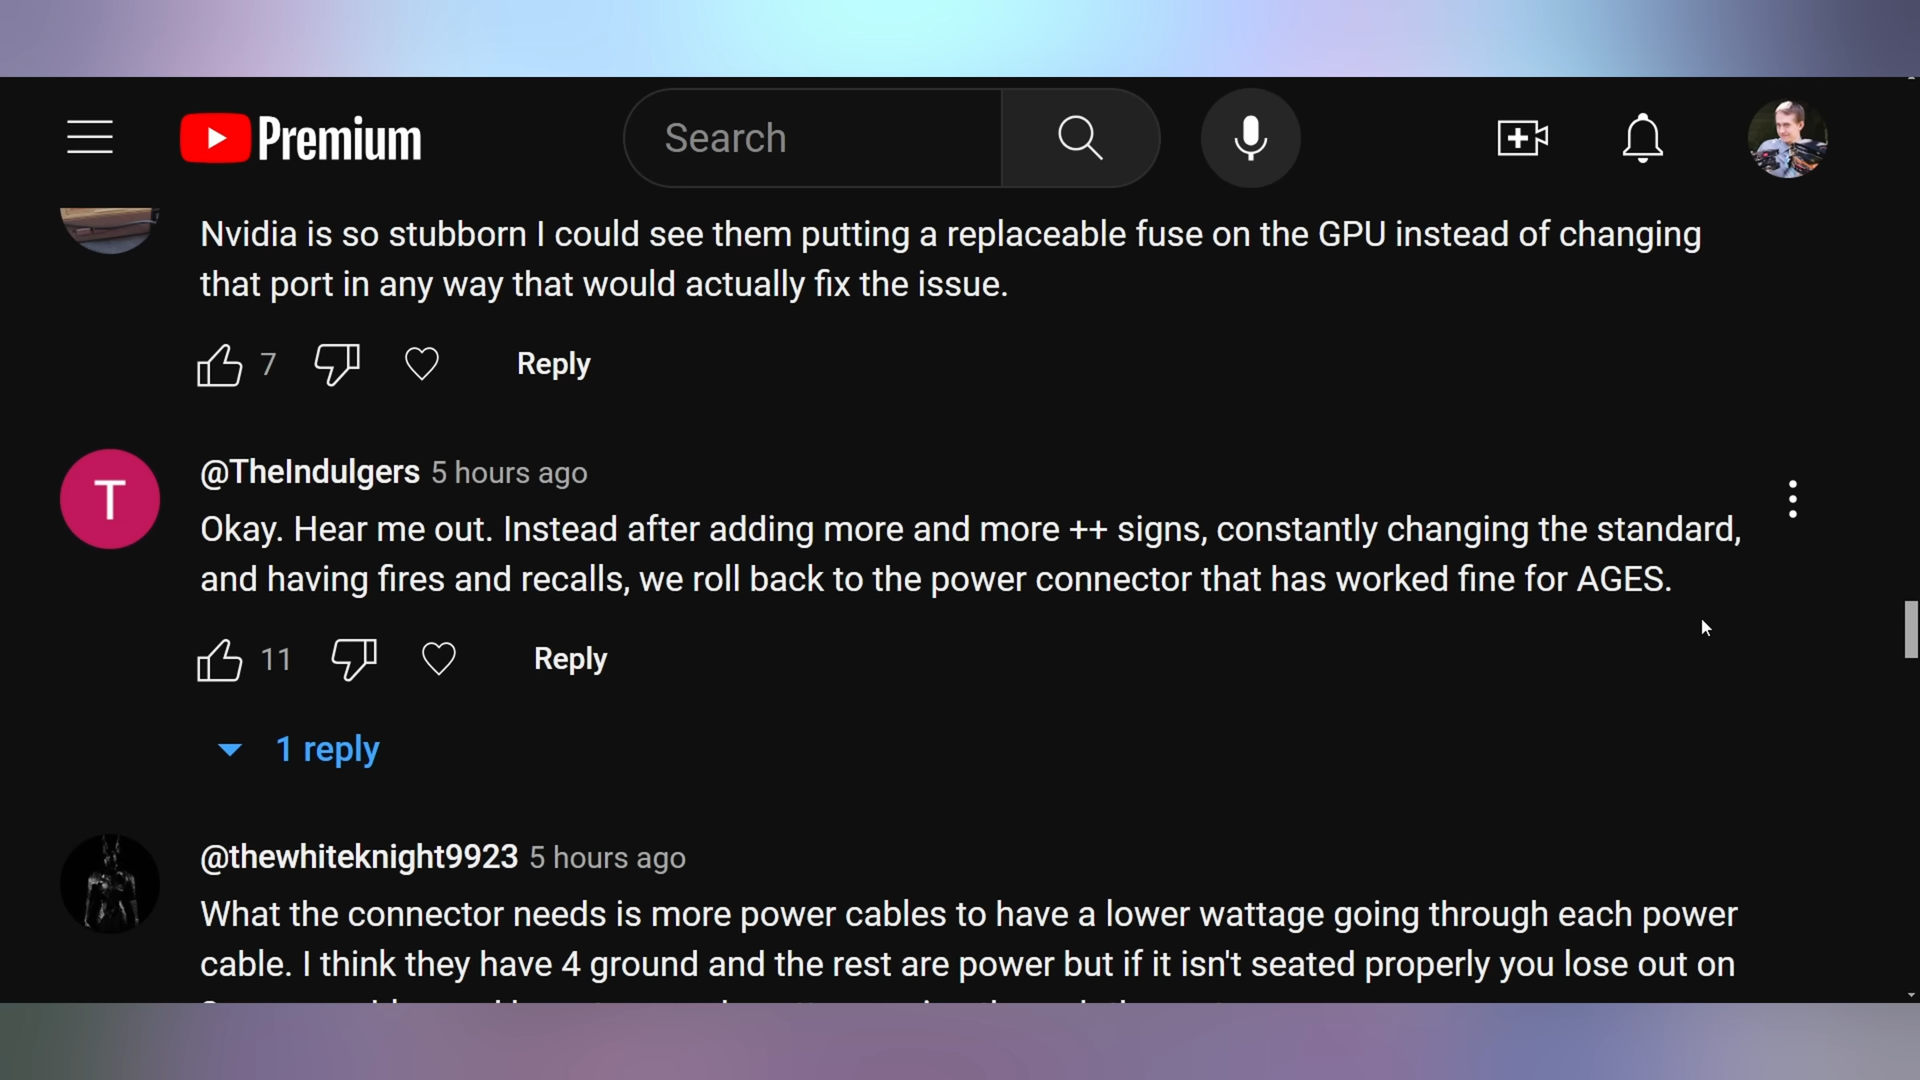 Premium
Search
Nvidia is so stubborn I could see them putting a replaceable fuse on the GPU instead of changing
that port in any way that would actually fix the issue.
7
Reply
T
@TheIndulgers 5 hours ago
Okay. Hear me out. Instead after adding more and more ++ signs, constantly changing the standard,
and having fires and recalls, we roll back to the power connector that has worked fine for AGES.
11
Reply
1 reply
@thewhiteknight9923 5 hours ago
What the connector needs is more power cables to have a lower wattage going through each power
cable. I think they have 4 ground and the rest are power but if it isn't seated properly you lose out on